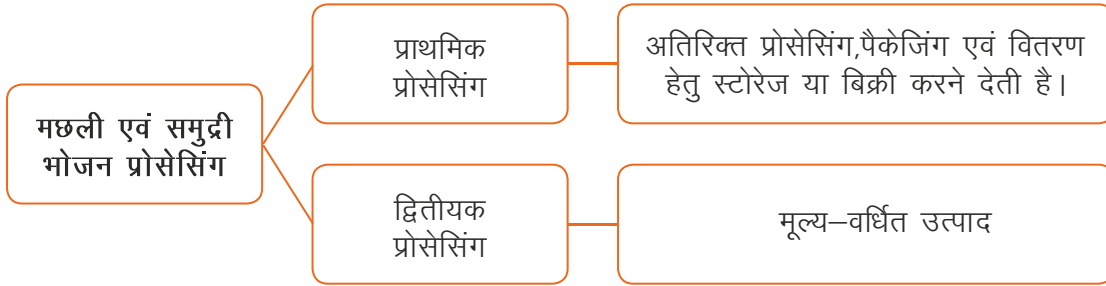 मछली एवं समुद्री
भोजन प्रोसेसिंग
प्राथमिक
प्रोसेसिंग
अतिरिक्त प्रोसेसिंग,पैकेजिंग एवं वितरण
हेतु स्टोरेज या बिक्री करने देती है।
द्वितीयक
प्रोसेसिंग
मूल्य–वर्धित उत्पाद